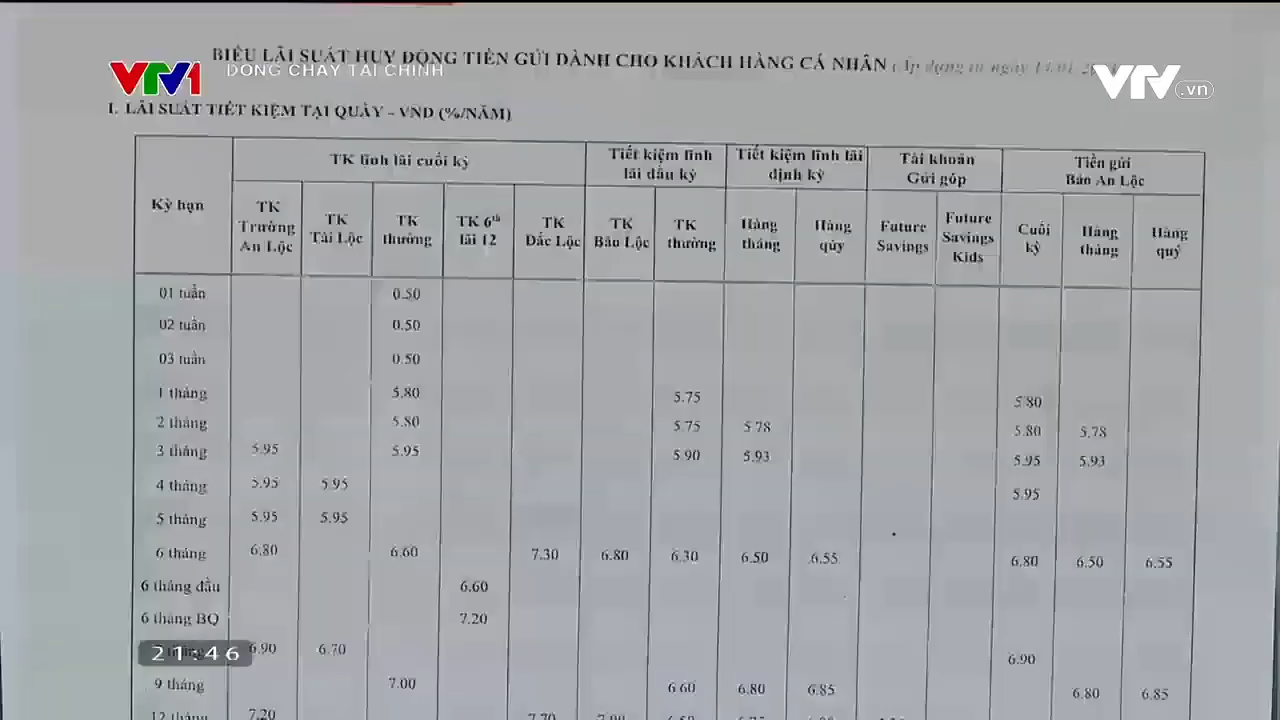 BIỂU LÃI SUẤT HUY ĐỘNG TIỀN GỬI DÀNH CHO KHÁCH HÀNG CÁ NHÂN
VTV1
DÒNG CHẢY TÀI CHÍNH
VTV.vn
I. LÃI SUẤT TIẾT KIỆM TẠI QUẦY – VND (%/NĂM)
Kỳ hạn TK lĩnh lãi cuối kỳ Tiết kiệm lĩnh lãi đầu kỳ Tiết kiệm lĩnh lãi định kỳ Tài khoản Gửi góp Tiền gửi Bảo An Lộc
TK Trường An Lộc TK Tài Lộc TK thường TK 6th lãi 12 TK Đắc Lộc TK Bảo Lộc TK thường Hàng tháng Hàng qúy Future Savings Future Savings Kids Cuối kỳ Hàng tháng Hàng quý
01 tuần 0.50
02 tuần 0.50
03 tuần 0.50
1 tháng 5.80 5.75 5.80
2 tháng 5.80 5.75 5.78 5.80 5.78
3 tháng 5.95 5.95 5.90 5.93 5.95 5.93
4 tháng 5.95 5.95 5.95
5 tháng 5.95 5.95
6 tháng 6.80 6.60 7.30 6.80 6.30 6.50 6.55 6.80 6.50 6.55
6 tháng đầu 6.60
6 tháng BQ 7.20
21:46 6.90 6.70 6.90
9 tháng 7.00 6.60 6.80 6.85 6.80 6.85
12 tháng 7.20 7.70